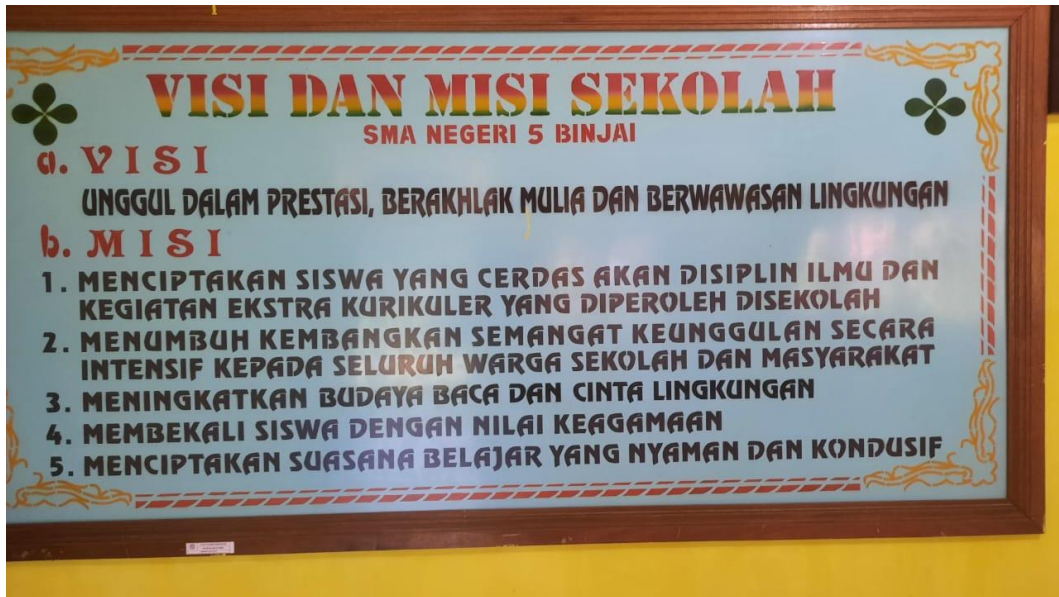 VISI DAN MISI SEKOLAH
SMA NEGERI 5 BINJAI
a. VISI
UNGGUL DALAM PRESTASI, BERAKHLAK MULIA DAN BERWAWASAN LINGKUNGAN
b. MISI
1. MENCIPTAKAN SISWA YANG CERDAS AKAN DISIPLIN ILMU DAN
KEGIATAN EKSTRA KURIKULER YANG DIPEROLEH DISEKOLAH
2. MENUMBUH KEMBANGKAN SEMANGAT KEUNGGULAN SECARA
INTENSIF KEPADA SELURUH WARGA SEKOLAH DAN MASYARAKAT
3. MENINGKATKAN BUDAYA BACA DAN CINTA LINGKUNGAN
4. MEMBEKALI SISWA DENGAN NILAI KEAGAMAAN
5. MENCIPTAKAN SUASANA BELAJAR YANG NYAMAN DAN KONDUSIF